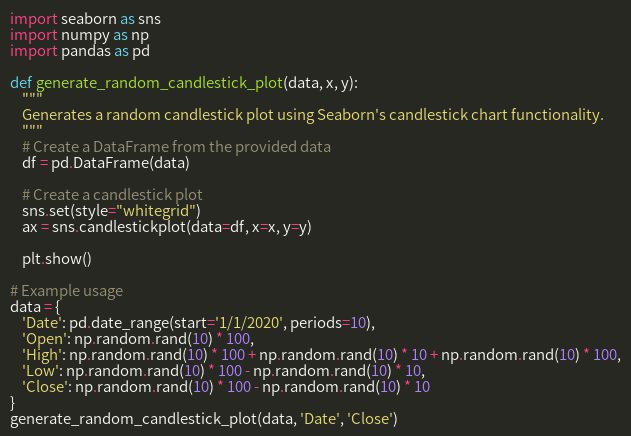 import seaborn as sns
import numpy as np
import pandas as pd

def generate_random_candlestick_plot(data, x, y):
    """
    Generates a random candlestick plot using Seaborn's candlestick chart functionality.
    """
    # Create a DataFrame from the provided data
    df = pd.DataFrame(data)

    # Create a candlestick plot
    sns.set(style="whitegrid")
    ax = sns.candlestickplot(data=df, x=x, y=y)

    plt.show()

# Example usage
data = {
    'Date': pd.date_range(start='1/1/2020', periods=10),
    'Open': np.random.rand(10) * 100,
    'High': np.random.rand(10) * 100 + np.random.rand(10) * 10 + np.random.rand(10) * 100,
    'Low': np.random.rand(10) * 100 - np.random.rand(10) * 10,
    'Close': np.random.rand(10) * 100 - np.random.rand(10) * 10
}
generate_random_candlestick_plot(data, 'Date', 'Close')